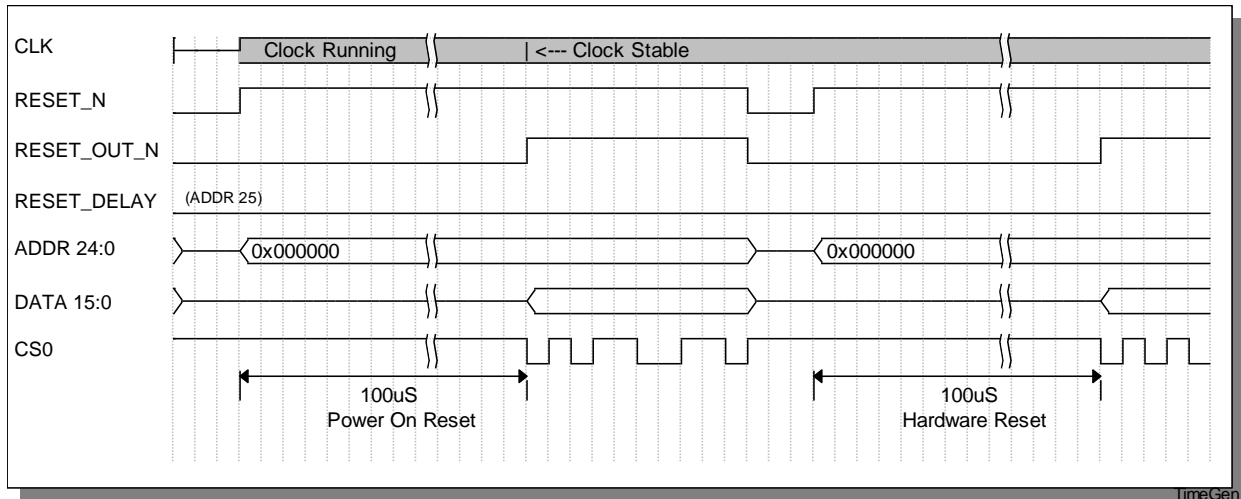 CLK
Clock Running
| <--- Clock Stable
RESET_N
RESET_OUT_N
RESET_DELAY
(ADDR 25)
ADDR 24:0
0x000000
0x000000
DATA 15:0
CS0
100uS
Power On Reset
100uS
Hardware Reset
TimeGen